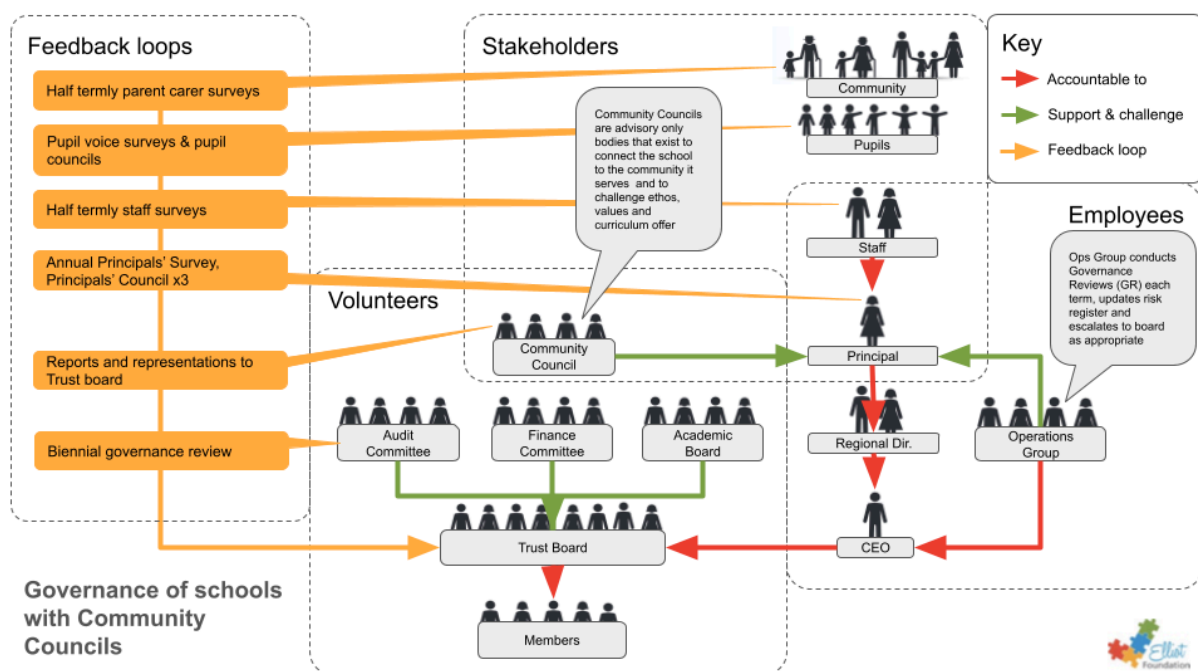 Feedback loops
Half termly parent carer surveys
Pupil voice surveys & pupil
councils
Half termly staff surveys
Annual Principals' Survey,
Principals' Council x3
Reports and representations to
Trust board
Biennial governance review
Stakeholders
Community
Pupils
Community Councils
are advisory only
bodies that exist to
connect the school
to the community it
serves and to
challenge ethos,
values and
curriculum offer
Key
Accountable to
Support & challenge
Feedback loop
Employees
Staff
Ops Group conducts
Governance
Reviews (GR) each
term, updates risk
register and
escalates to board
as appropriate
Volunteers
Community
Council
Principal
Audit
Committee
Finance
Committee
Academic
Board
Regional Dir.
Operations
Group
Trust Board
CEO
Members
Governance of schools
with Community
Councils
Elliot
Foundation